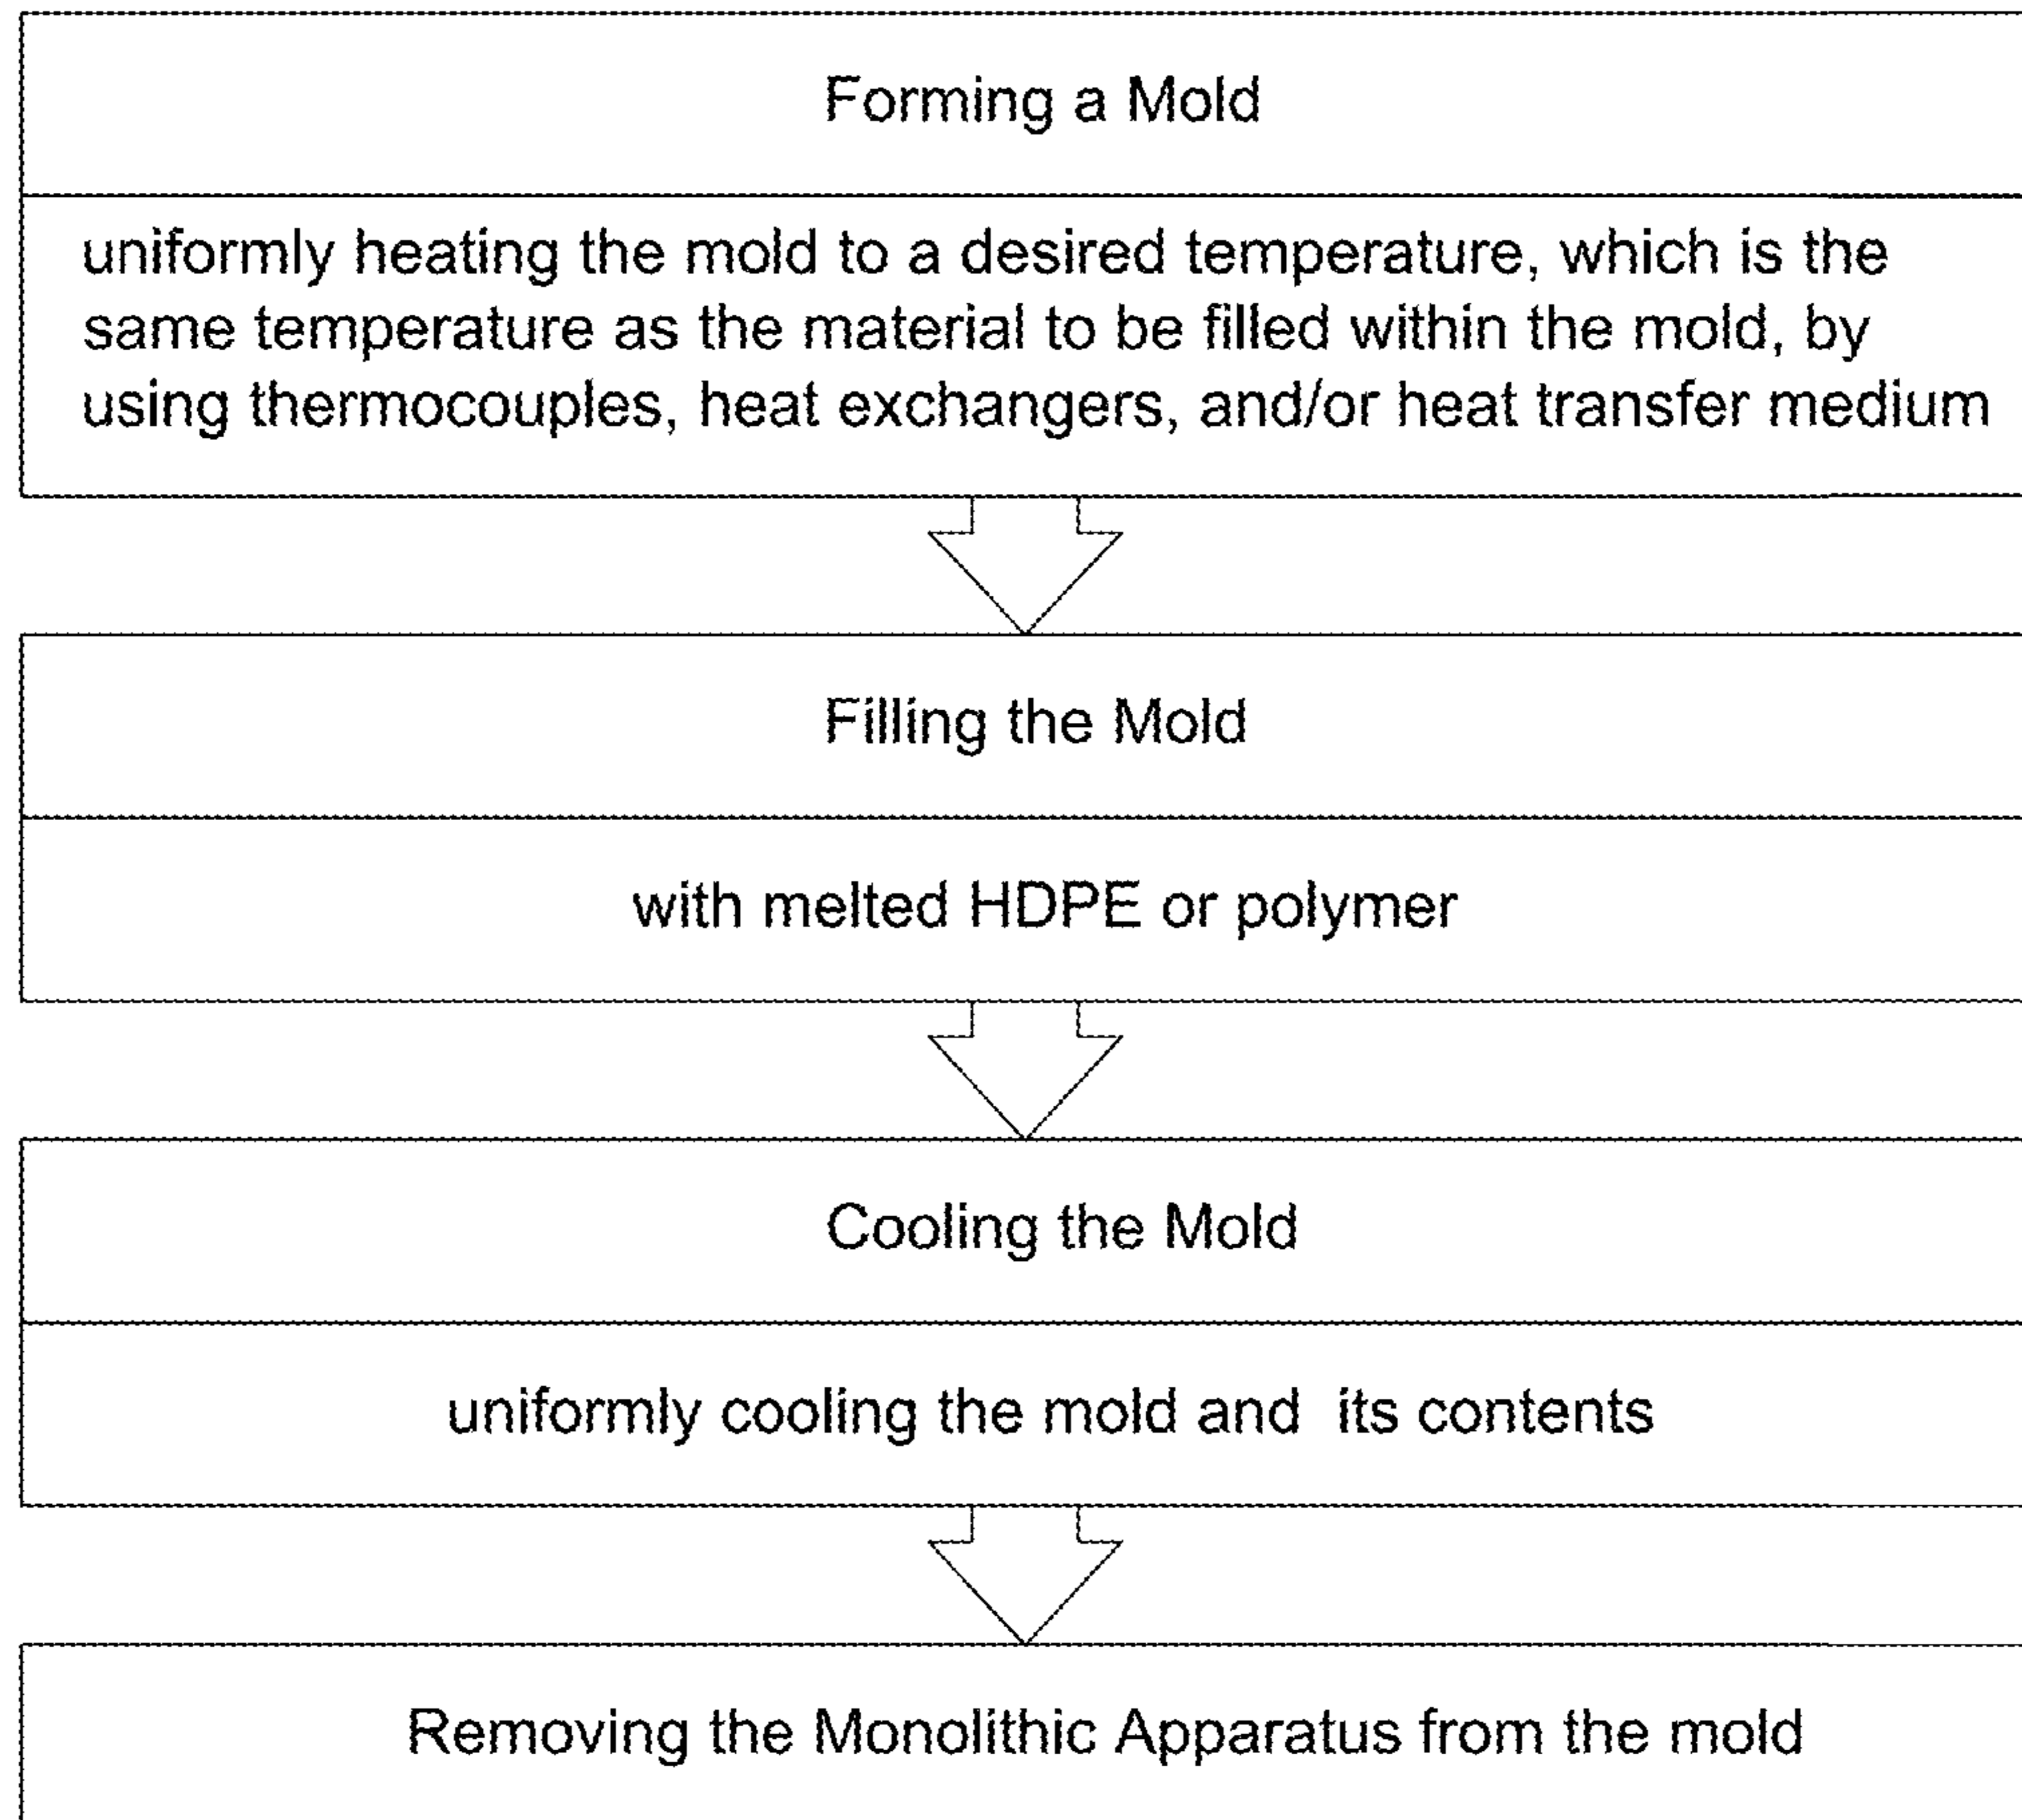 Forming a Mold
uniformly heating the mold to a desired temperature, which is the
same temperature as the material to be filled within the mold, by
using thermocouples, heat exchangers, and/or heat transfer medium
Filling the Mold
with melted HDPE or polymer
Cooling the Mold
uniformly cooling the mold and its contents
Removing the Monolithic Apparatus from the mold